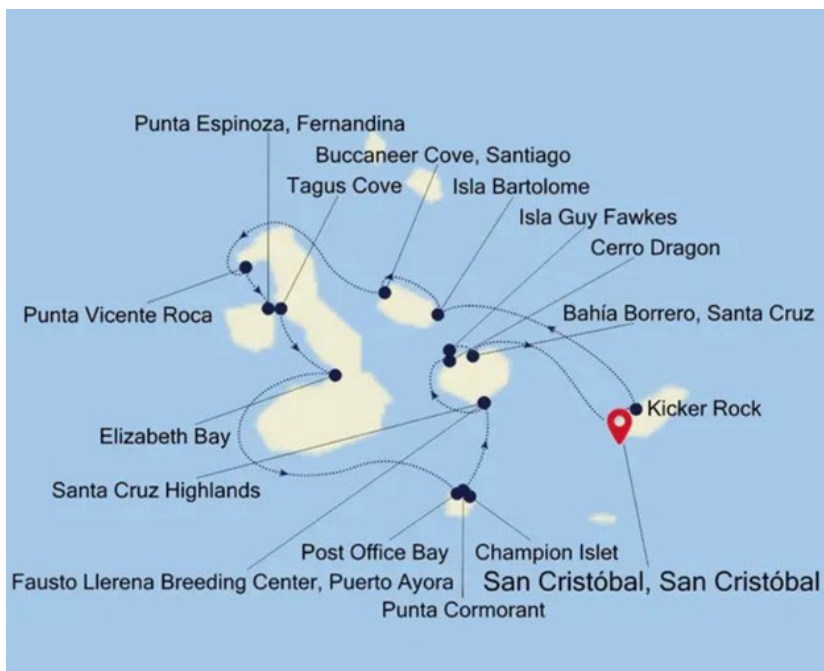 Punta Espinoza, Fernandina
Buccaneer Cove, Santiago
Tagus Cove
Isla Bartolome
Isla Guy Fawkes
Cerro Dragon
Punta Vicente Roca
Bahía Borrero, Santa Cruz
Kicker Rock
Elizabeth Bay
Santa Cruz Highlands
Post Office Bay
Champion Islet
Fausto Llerena Breeding Center, Puerto Ayora
San Cristóbal, San Cristóbal
Punta Cormorant